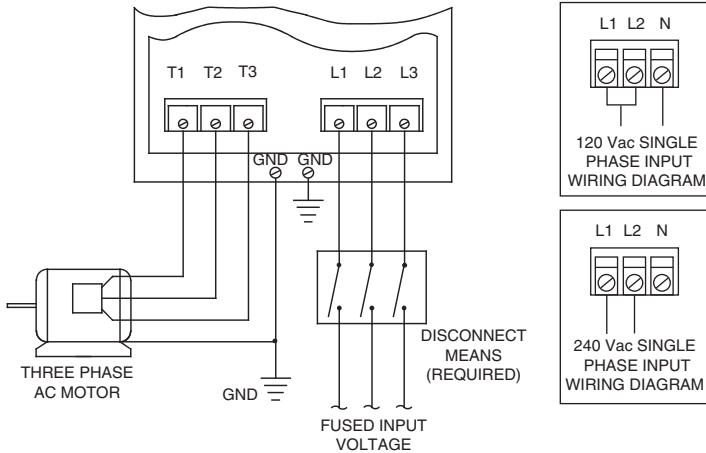 T1 T2 T3 L1 L2 L3
GND GND
THREE PHASE
AC MOTOR
GND
DISCONNECT
MEANS
(REQUIRED)
FUSED INPUT
VOLTAGE
L1 L2 N
120 Vac SINGLE
PHASE INPUT
WIRING DIAGRAM
L1 L2 N
240 Vac SINGLE
PHASE INPUT
WIRING DIAGRAM